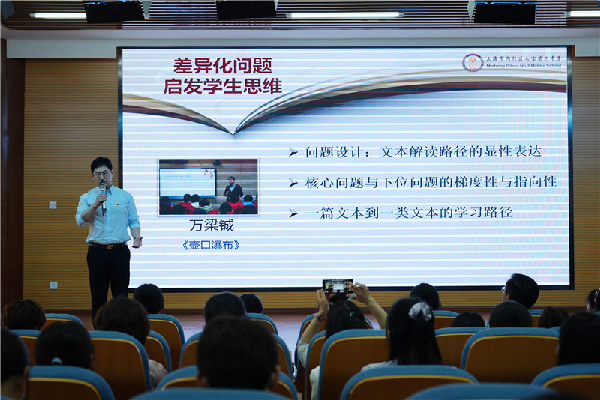 差异化问题
启发学生思维
➢ 问题设计：文本解读路径的显性表达
➢ 核心问题与下位问题的梯度性与指向性
➢ 一篇文本到一类文本的学习路径
万梁铖
《壶口瀑布》